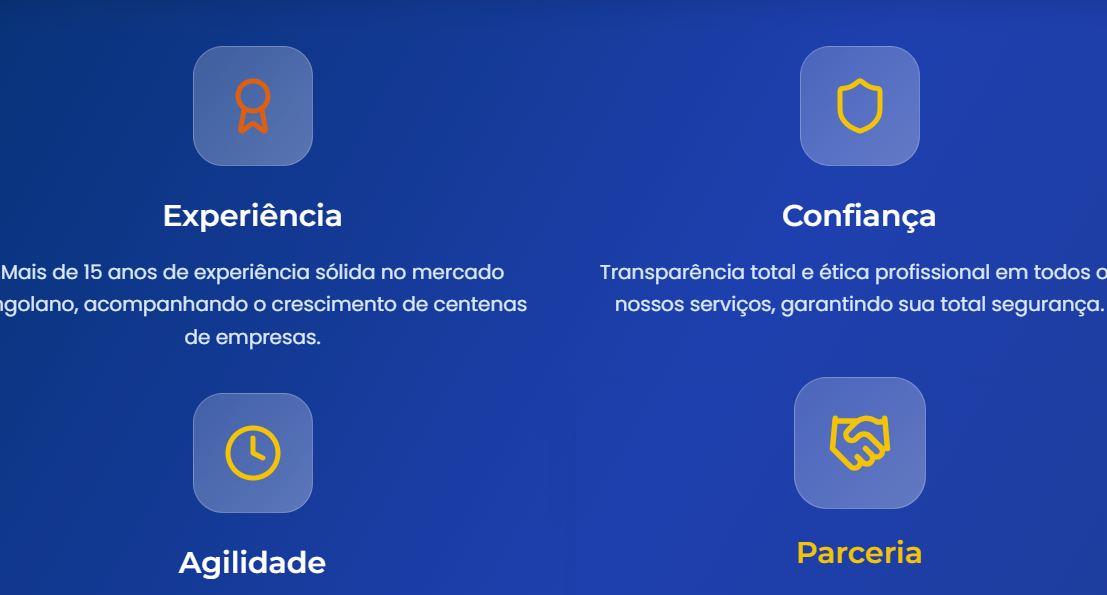 Experiência
Mais de 15 anos de experiência sólida no mercado
ngolano, acompanhando o crescimento de centenas
de empresas.
Confiança
Transparência total e ética profissional em todos o
nossos serviços, garantindo sua total segurança.
Agilidade
Parceria